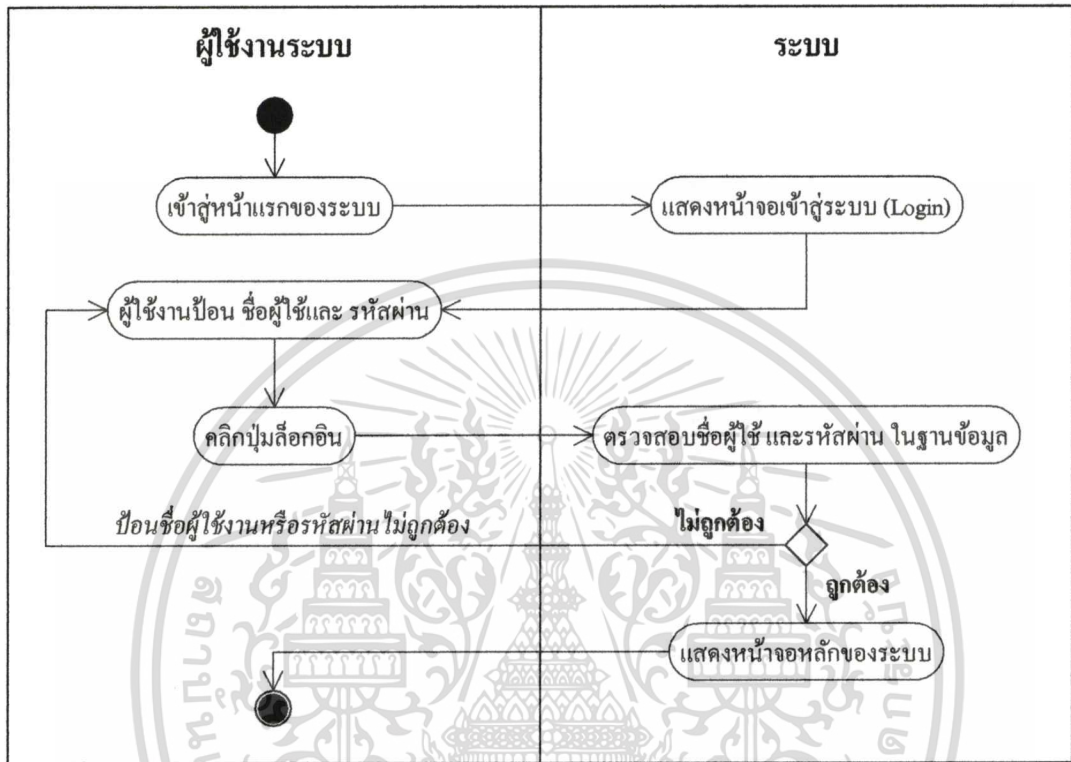 ผู้ใช้งานระบบ
ระบบ
เข้าสู่หน้าแรกของระบบ
แสดงหน้าจอเข้าสู่ระบบ (Login)
ผู้ใช้งานป้อน ชื่อผู้ใช้และ รหัสผ่าน
คลิกปุ่มล็อกอิน
ตรวจสอบชื่อผู้ใช้ และรหัสผ่าน ในฐานข้อมูล
ป้อนชื่อผู้ใช้งานหรือรหัสผ่านไม่ถูกต้อง
ไม่ถูกต้อง
ถูกต้อง
แสดงหน้าจอหลักของระบบ